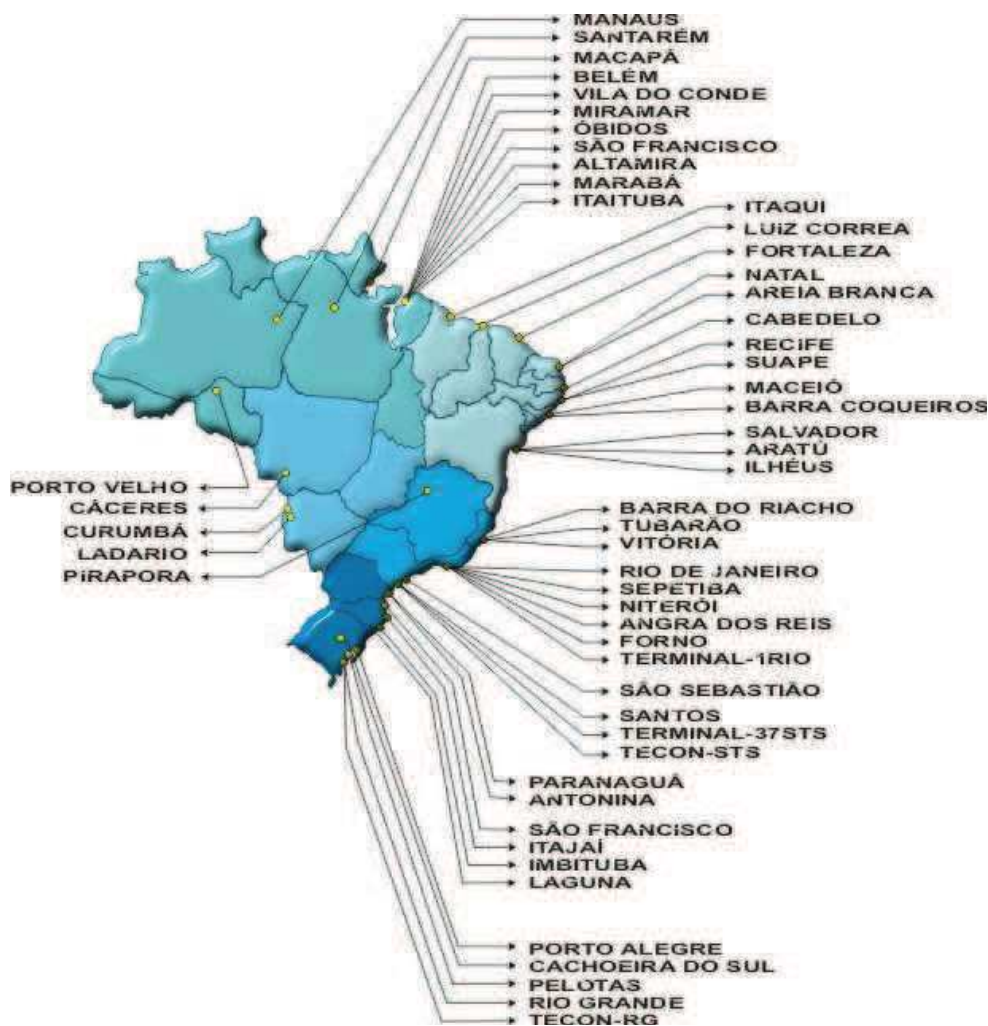 MANAUS
SANTARÉM
MACAPÁ
BELÉM
VILA DO CONDE
MIRAMAR
ÓBIDOS
SÃO FRANCISCO
ALTAMIRA
MARABÁ
ITAITUBA
ITAQUI
LUIZ CORREA
FORTALEZA
NATAL
AREIA BRANCA
CABEDELO
RECIFE
SUAPE
MACEIÓ
BARRA COQUEIROS
SALVADOR
ARATÚ
ILHÉUS
PORTO VELHO
CÁCERES
CURUMBÁ
LADARIO
PIRAPORA
BARRA DO RIACHO
TUBARÃO
VITÓRIA
RIO DE JANEIRO
SEPETIBA
NITERÓI
ANGRA DOS REIS
FORNO
TERMINAL-1RIO
SÃO SEBASTIÃO
SANTOS
TERMINAL-37STS
TECON-STS
PARANAGUÁ
ANTONINA
SÃO FRANCISCO
ITAJAÍ
IMBITUBA
LAGUNA
PORTO ALEGRE
CACHOEIRA DO SUL
PELOTAS
RIO GRANDE
TECON-RG